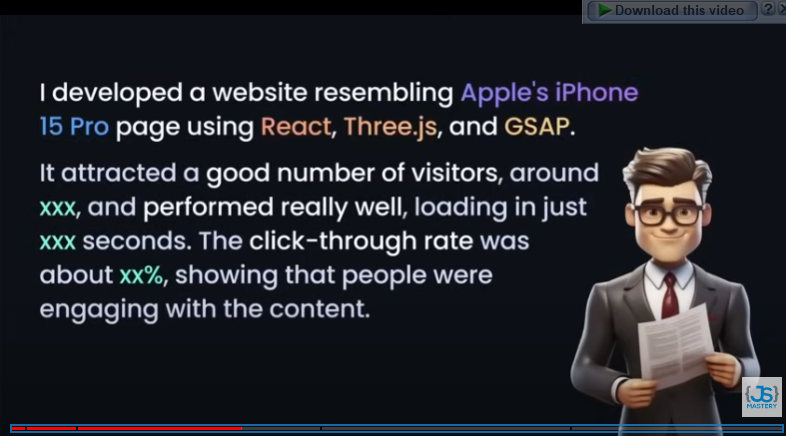 Download this video ?
I developed a website resembling Apple's iPhone
15 Pro page using React, Three.js, and GSAP.
It attracted a good number of visitors, around
xxx, and performed really well, loading in just
xxx seconds. The click-through rate was
about xx%, showing that people were
engaging with the content.
{JS}
MASTERY